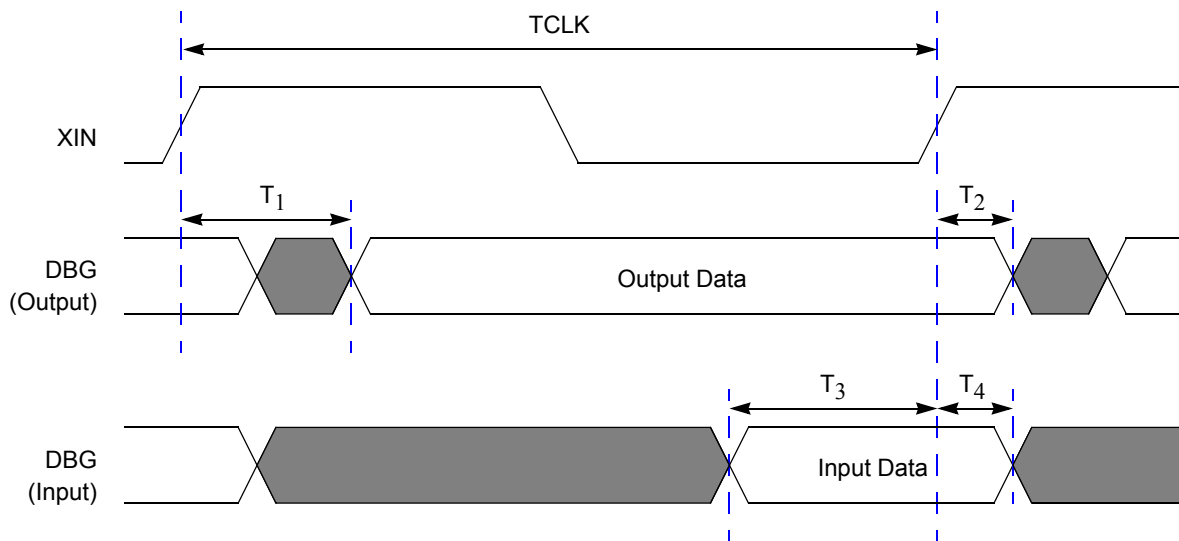 TCLK
XIN
T1
T2
DBG
(Output)
Output Data
T3
T4
DBG
(Input)
Input Data